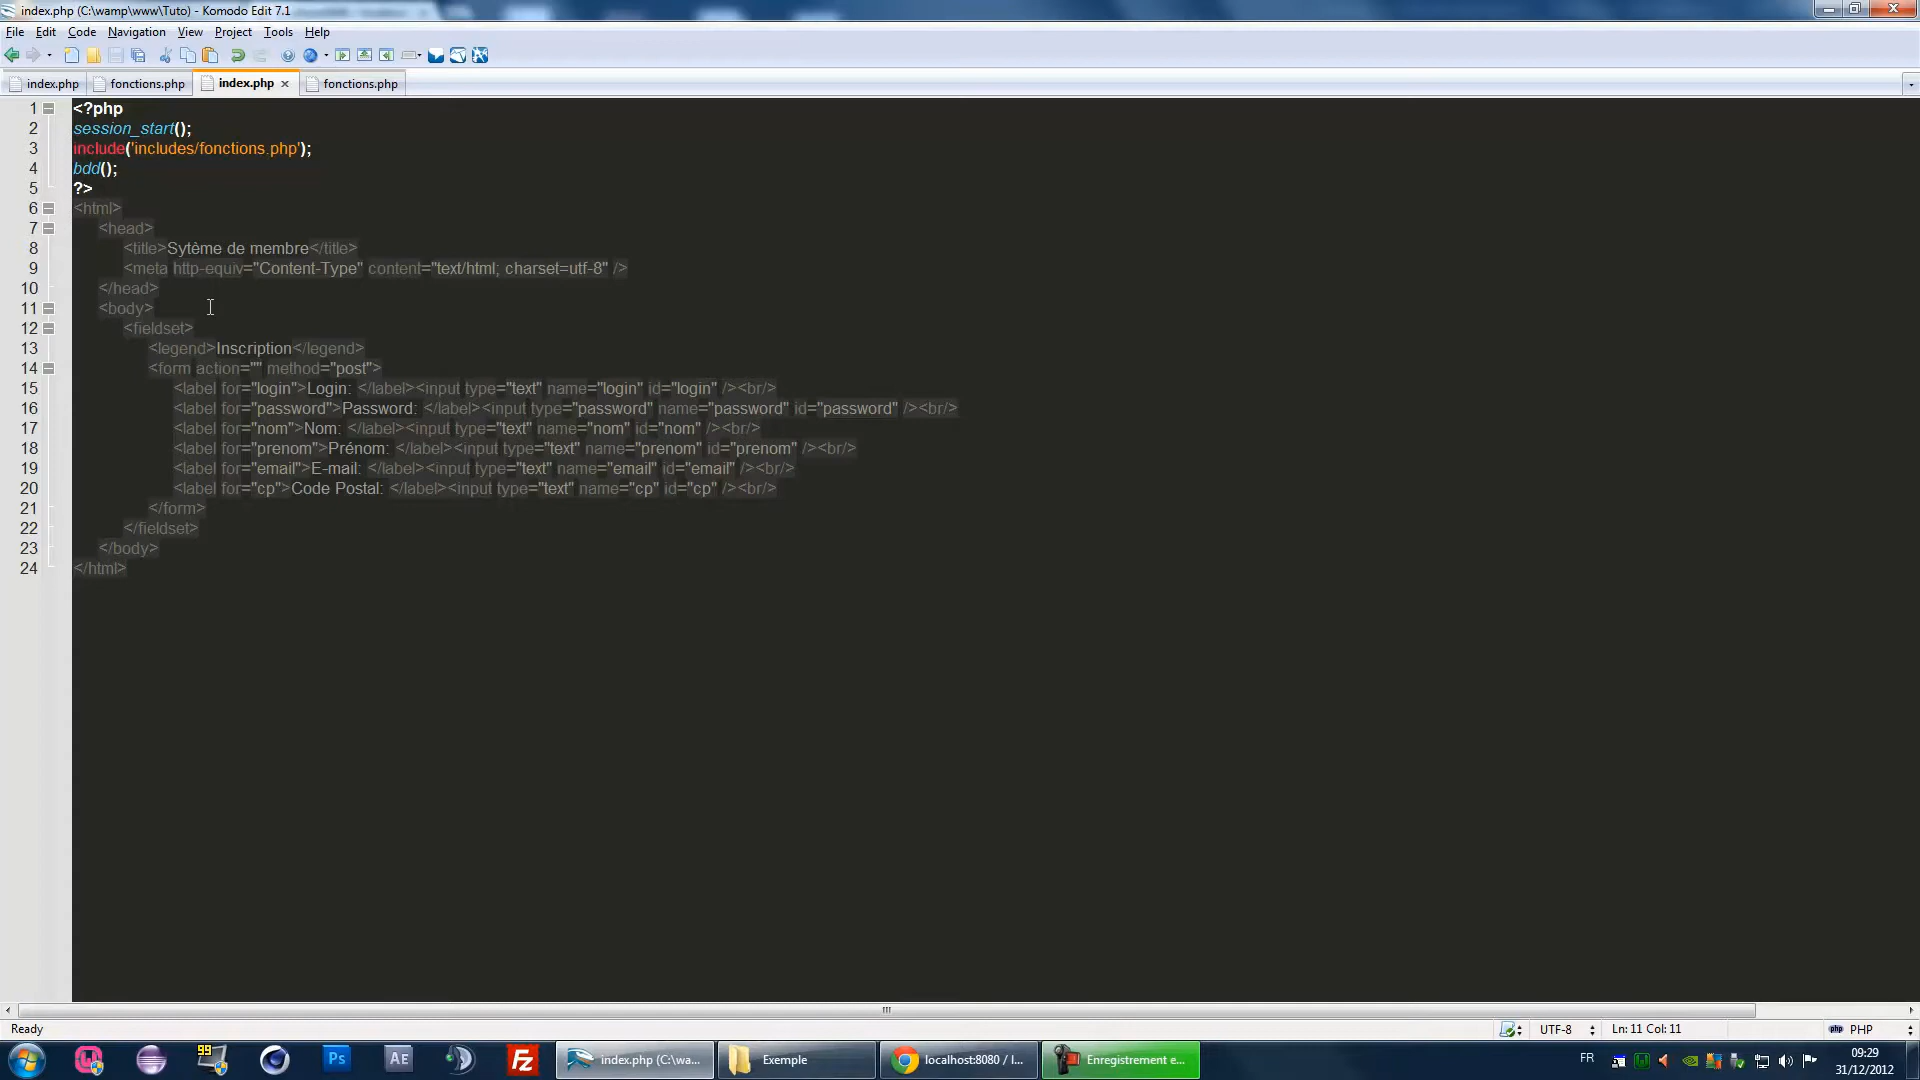 index.php (C:\wamp\www\Tuto) - Komodo Edit 7.1
File Edit Code Navigation View Project Tools Help
index.php fonctions.php index.php fonctions.php
1 <?php
2 session_start();
3 include('includes/fonctions.php');
4 bdd();
5 ?>
6 <html>
7 <head>
8 <title>Sytème de membre</title>
9 <meta http-equiv="Content-Type" content="text/html; charset=utf-8" />
10 </head>
11 <body>
12 <fieldset>
13 <legend>Inscription</legend>
14 <form action="" method="post">
15 <label for="login">Login: </label><input type="text" name="login" id="login" /><br/>
16 <label for="password">Password: </label><input type="password" name="password" id="password" /><br/>
17 <label for="nom">Nom: </label><input type="text" name="nom" id="nom" /><br/>
18 <label for="prenom">Prénom: </label><input type="text" name="prenom" id="prenom" /><br/>
19 <label for="email">E-mail: </label><input type="text" name="email" id="email" /><br/>
20 <label for="cp">Code Postal: </label><input type="text" name="cp" id="cp" /><br/>
21 </form>
22 </fieldset>
23 </body>
24 </html>
Ready UTF-8 Ln: 11 Col: 11 php PHP
99 Ps AE Fz index.php (C:\wa... Exemple localhost:8080 / l... Enregistrement e... FR 09:29
31/12/2012